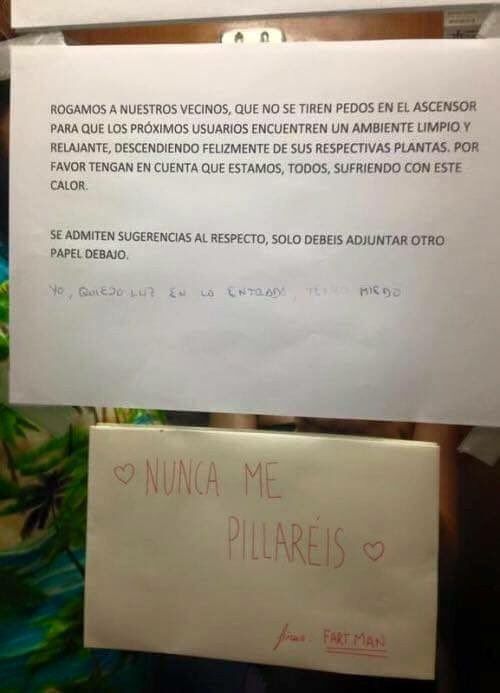 ROGAMOS A NUESTROS VECINOS, QUE NO SE TIREN PEDOS EN EL ASCENSOR
PARA QUE LOS PRÓXIMOS USUARIOS ENCUENTREN UN AMBIENTE LIMPIO Y
RELAJANTE, DESCENDIENDO FELIZMENTE DE SUS RESPECTIVAS PLANTAS. POR
FAVOR TENGAN EN CUENTA QUE ESTAMOS, TODOS, SUFRIENDO CON ESTE
CALOR.
SE ADMITEN SUGERENCIAS AL RESPECTO, SOLO DEBEIS ADJUNTAR OTRO
PAPEL DEBAJO.
YO, QUIERO LUZ EN LA ENTRADA, TENGO MIEDO
♡ NUNCA ME
PILLARÉIS ♡
firma: FARTMAN